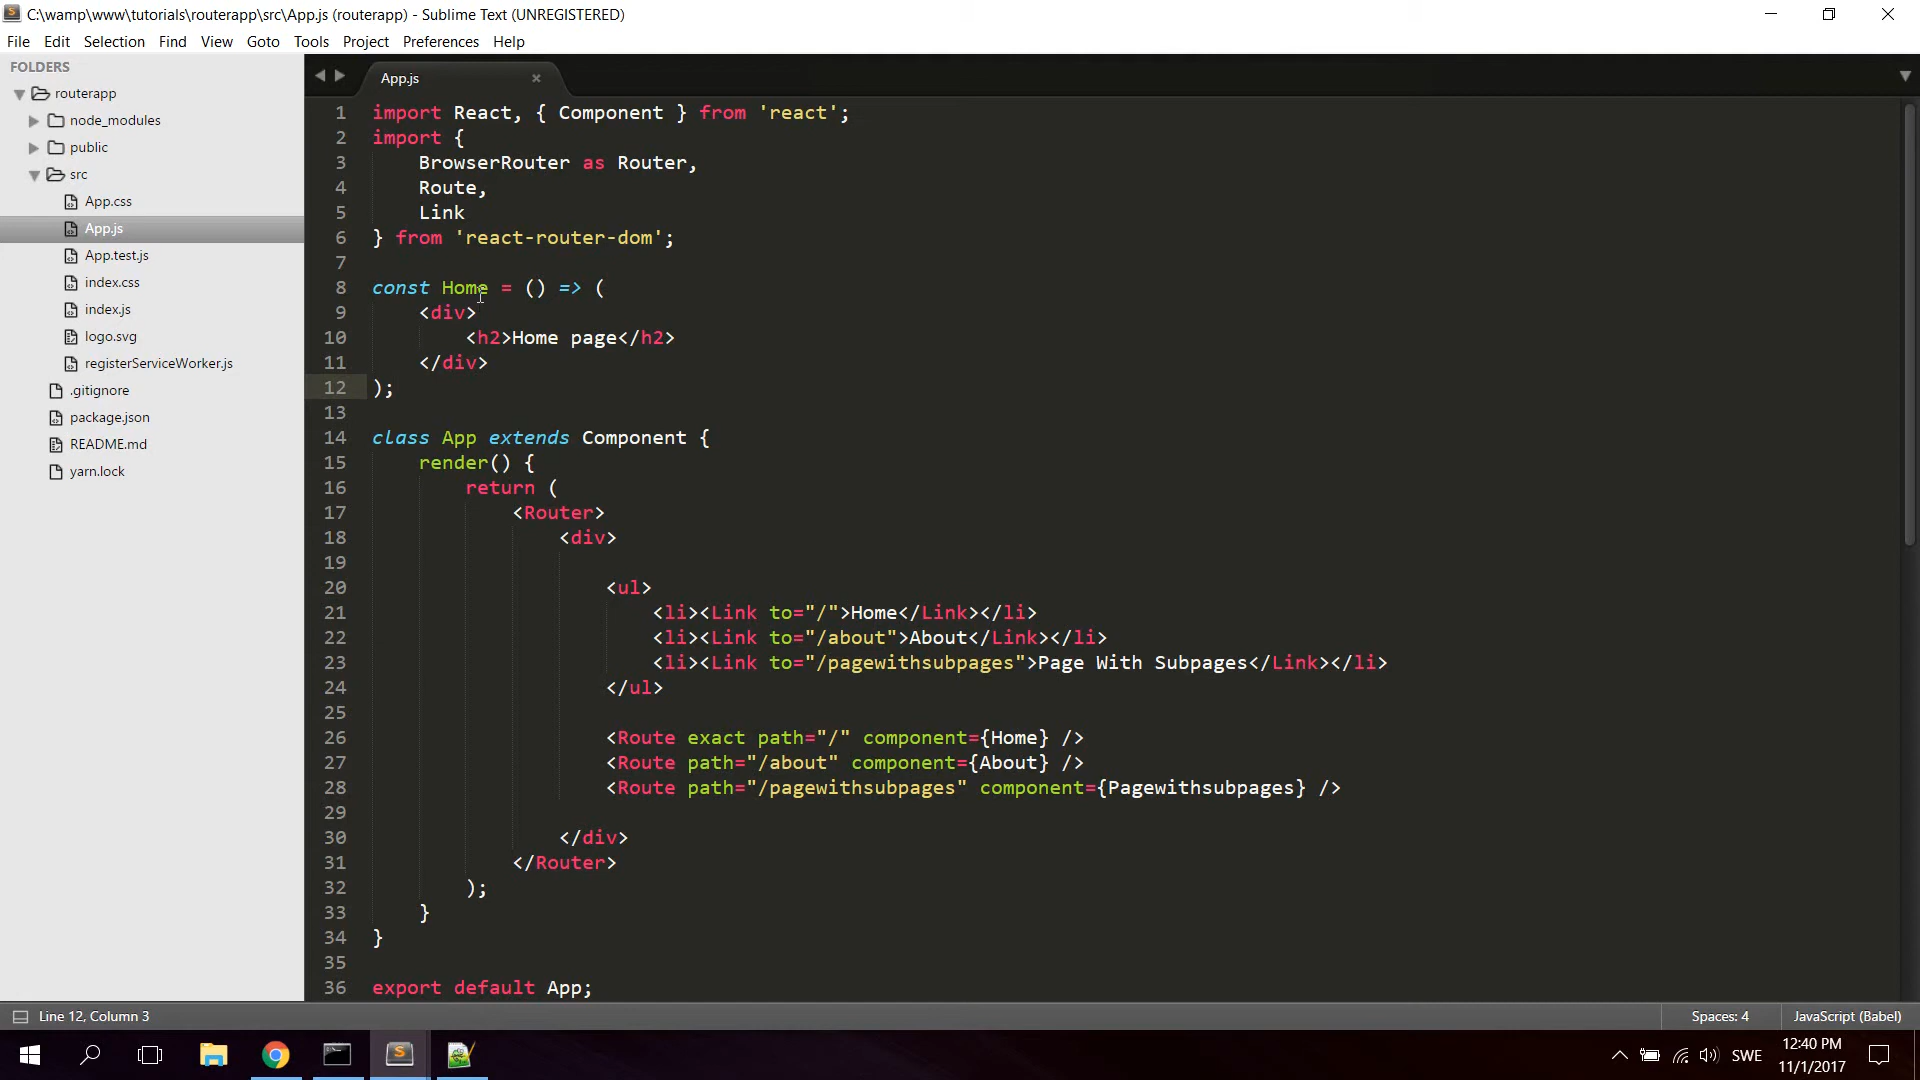 C:\wamp\www\tutorials\routerapp\src\App.js (routerapp) - Sublime Text (UNREGISTERED)
File Edit Selection Find View Goto Tools Project Preferences Help
FOLDERS
routerapp
node_modules
public
src
App.css
App.js
App.test.js
index.css
index.js
logo.svg
registerServiceWorker.js
.gitignore
package.json
README.md
yarn.lock
App.js
1 import React, { Component } from 'react';
2 import {
3     BrowserRouter as Router,
4     Route,
5     Link
6 } from 'react-router-dom';
7
8 const Home = () => (
9     <div>
10         <h2>Home page</h2>
11     </div>
12 );
13
14 class App extends Component {
15     render() {
16         return (
17             <Router>
18                 <div>
19
20                     <ul>
21                         <li><Link to="/">Home</Link></li>
22                         <li><Link to="/about">About</Link></li>
23                         <li><Link to="/pagewithsubpages">Page With Subpages</Link></li>
24                     </ul>
25
26                     <Route exact path="/" component={Home} />
27                     <Route path="/about" component={About} />
28                     <Route path="/pagewithsubpages" component={Pagewithsubpages} />
29
30                 </div>
31             </Router>
32         );
33     }
34 }
35
36 export default App;
Line 12, Column 3
Spaces: 4
JavaScript (Babel)
SWE
12:40 PM
11/1/2017